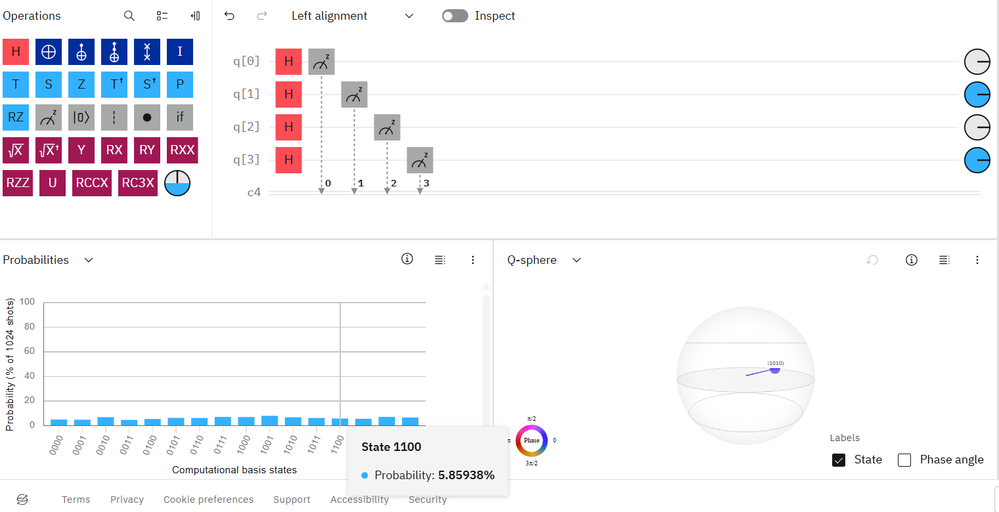 Operations
Left alignment
Inspect
H I
T S Z T† S† P
RZ z |0⟩ if
√X √X† Y RX RY RXX
RZZ U RCCX RC3X
q[0] H z
q[1] H z
q[2] H z
q[3] H z
0 1 2 3
c4
Probabilities
Probability (% of 1024 shots)
100
80
60
40
20
0
0000 0001 0010 0011 0100 0101 0110 0111 1000 1001 1010 1011 1100
Computational basis states
State 1100
Probability: 5.85938%
Q-sphere
|1010⟩
π/2
π Phase 0
3π/2
Labels
State Phase angle
Terms Privacy Cookie preferences Support Accessibility Security